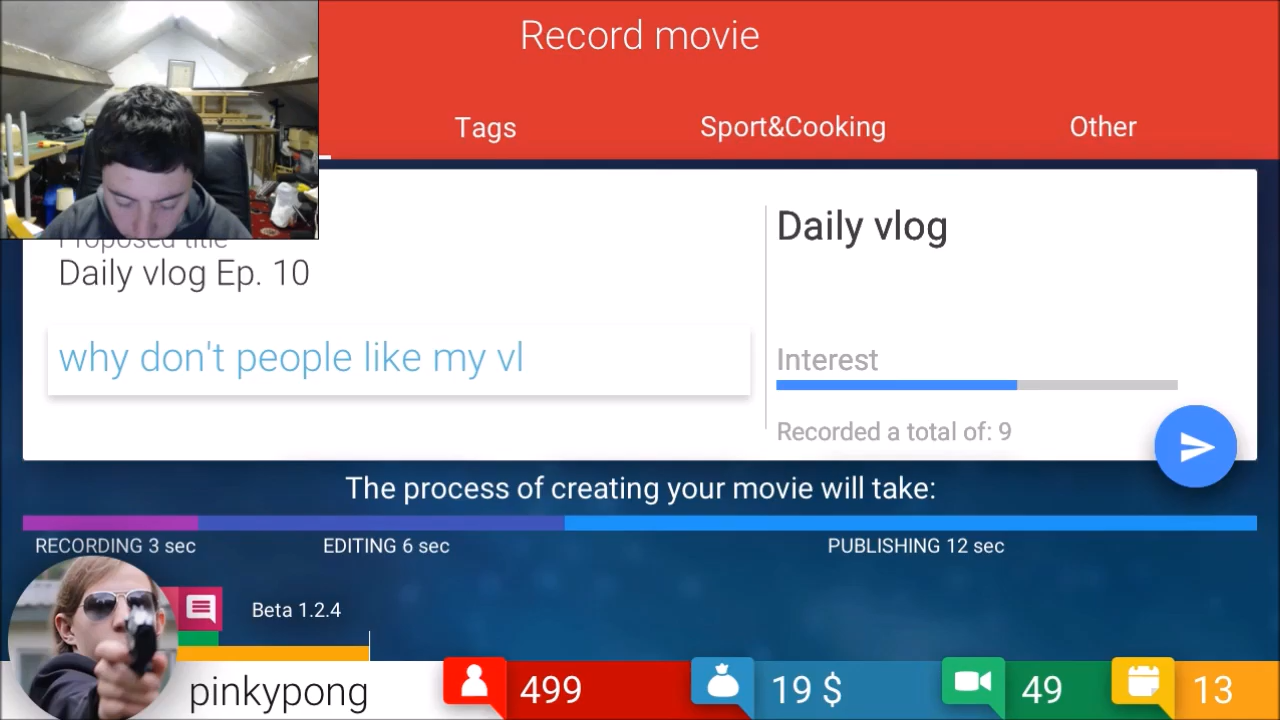 Record movie
Tags
Sport&Cooking
Other
Proposed title
Daily vlog Ep. 10
why don't people like my vl
Daily vlog
Interest
Recorded a total of: 9
The process of creating your movie will take:
RECORDING 3 sec
EDITING 6 sec
PUBLISHING 12 sec
Beta 1.2.4
pinkypong
499
19 $
49
13